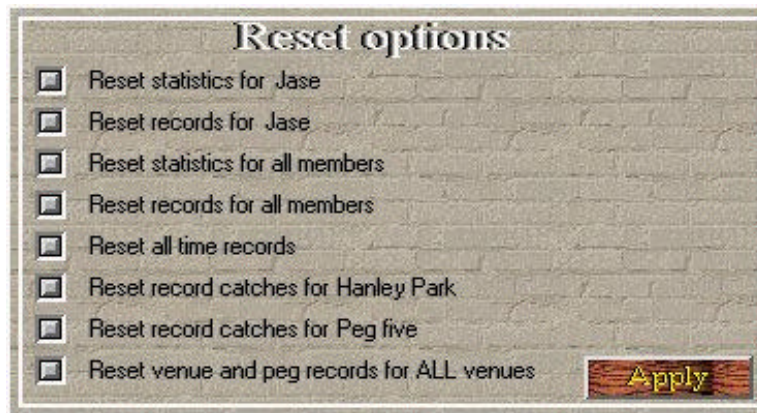 Reset options
Reset statistics for Jase
Reset records for Jase
Reset statistics for all members
Reset records for all members
Reset all time records
Reset record catches for Hanley Park
Reset record catches for Peg five
Reset venue and peg records for ALL venues
Apply